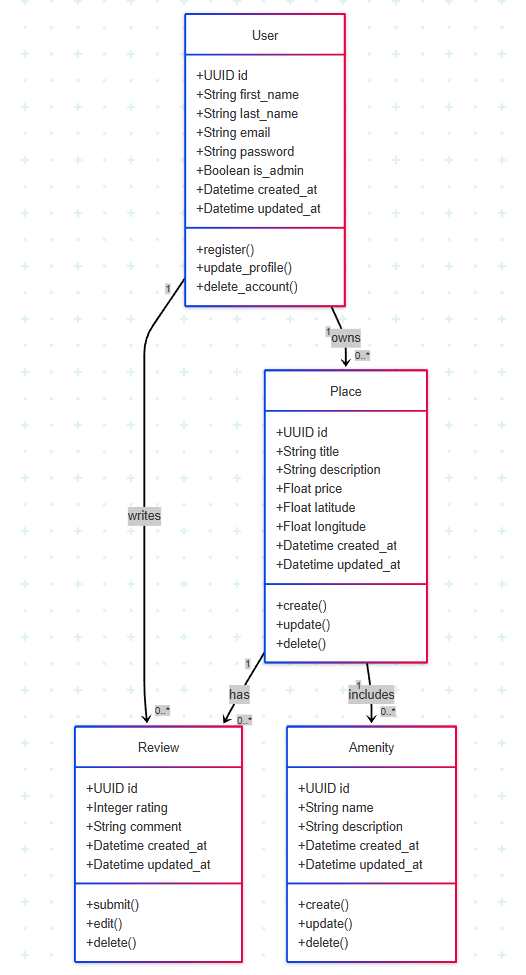 User
+UUID id
+String first_name
+String last_name
+String email
+String password
+Boolean is_admin
+Datetime created_at
+Datetime updated_at
+register()
+update_profile()
+delete_account()
1
1
owns
0..*
Place
+UUID id
+String title
+String description
+Float price
+Float latitude
+Float longitude
+Datetime created_at
+Datetime updated_at
+create()
+update()
+delete()
writes
1
has
0..*
0..*
1
includes
0..*
Review
+UUID id
+Integer rating
+String comment
+Datetime created_at
+Datetime updated_at
+submit()
+edit()
+delete()
Amenity
+UUID id
+String name
+String description
+Datetime created_at
+Datetime updated_at
+create()
+update()
+delete()